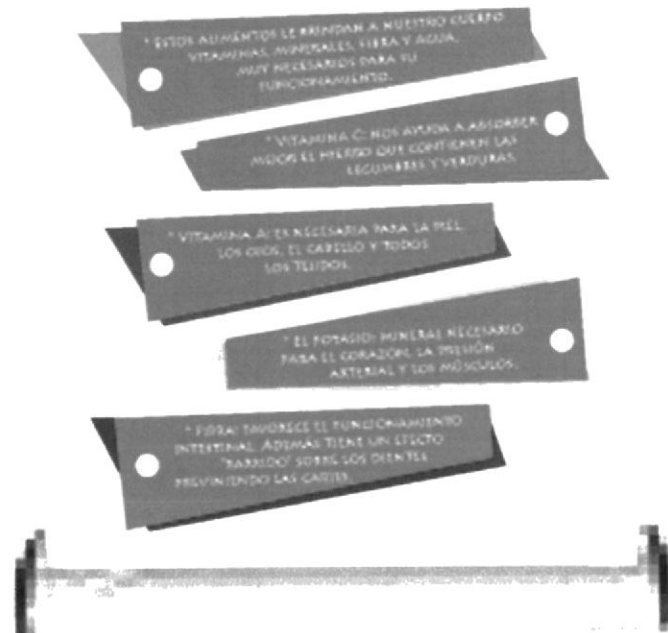 * ESTOS ALIMENTOS LE BRINDAN A NUESTRO CUERPO
VITAMINAS, MINERALES, FIBRA Y AGUA,
MUY NECESARIOS PARA SU
FUNCIONAMIENTO.
* VITAMINA C: NOS AYUDA A ABSORBER
MEJOR EL HIERRO QUE CONTIENEN LAS
LEGUMBRES Y VERDURAS.
* VITAMINA A: ES NECESARIA PARA LA PIEL,
LOS OJOS, EL CABELLO Y TODOS
LOS TEJIDOS.
* EL POTASIO: MINERAL NECESARIO
PARA EL CORAZÓN, LA PRESIÓN
ARTERIAL Y LOS MÚSCULOS.
* FIBRA: FAVORECE EL FUNCIONAMIENTO
INTESTINAL. ADEMÁS TIENE UN EFECTO
"BARRIDO" SOBRE LOS DIENTES
PREVINIENDO LAS CARIES.